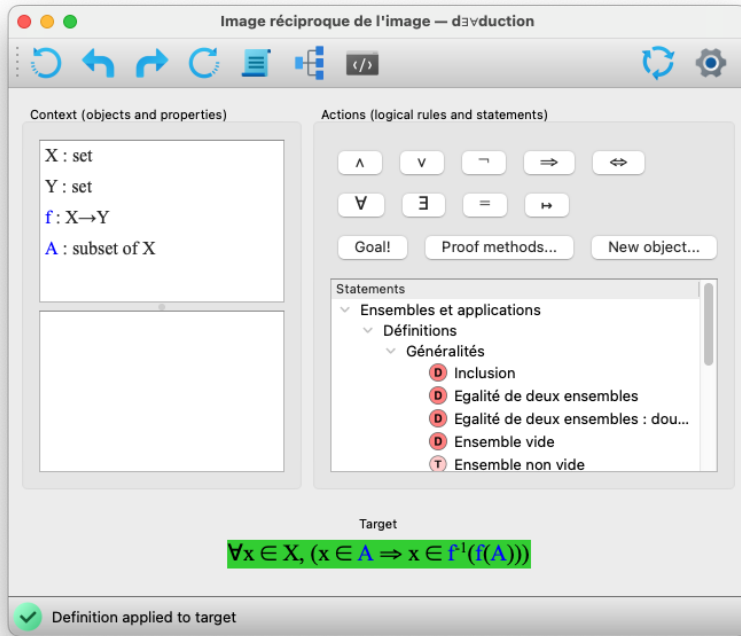 Image réciproque de l'image — d∃∀duction
</>
Context (objects and properties)
X : set
Y : set
f : X→Y
A : subset of X
Actions (logical rules and statements)
∧ ∨ ¬ ⇒ ⇔
∀ ∃ = ↦
Goal! Proof methods... New object...
Statements
Ensembles et applications
Définitions
Généralités
D Inclusion
D Egalité de deux ensembles
D Egalité de deux ensembles : dou...
D Ensemble vide
T Ensemble non vide
Target
∀x ∈ X, (x ∈ A ⇒ x ∈ f⁻¹(f(A)))
Definition applied to target